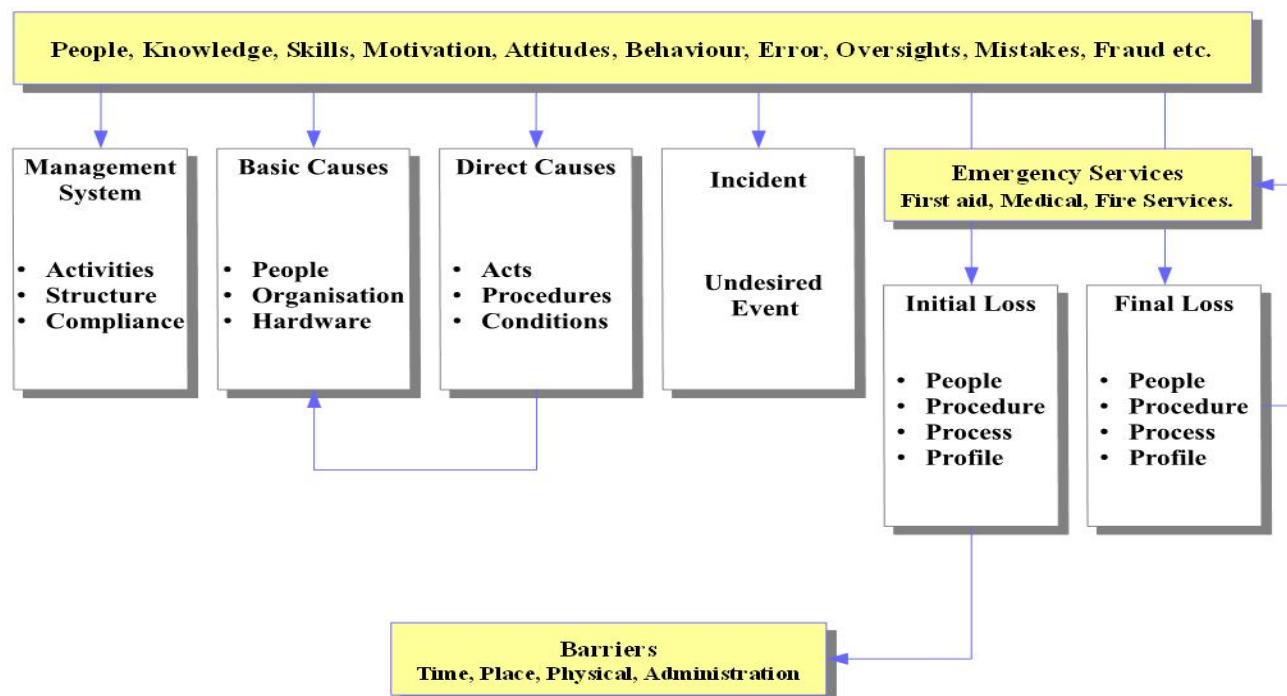 People, Knowledge, Skills, Motivation, Attitudes, Behaviour, Error, Oversights, Mistakes, Fraud etc.
Management
System
• Activities
• Structure
• Compliance
Basic Causes
• People
• Organisation
• Hardware
Direct Causes
• Acts
• Procedures
• Conditions
Incident
Undesired
Event
Emergency Services
First aid, Medical, Fire Services.
Initial Loss
• People
• Procedure
• Process
• Profile
Final Loss
• People
• Procedure
• Process
• Profile
Barriers
Time, Place, Physical, Administration